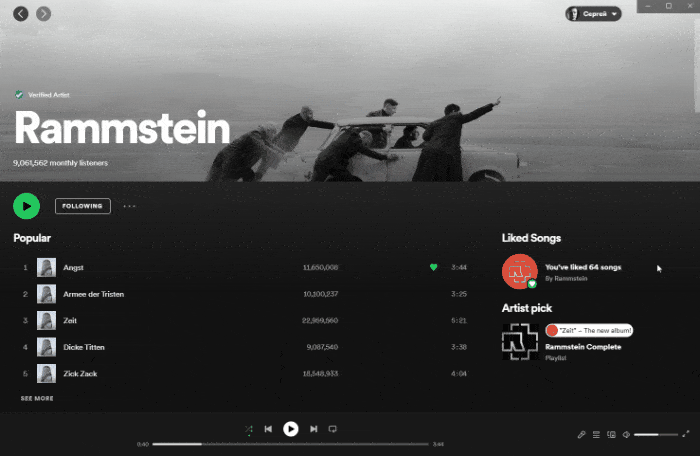 Сергей
Verified Artist
Rammstein
9,061,562 monthly listeners
FOLLOWING
Popular
1 Angst 11,650,008 3:44
2 Armee der Tristen 10,100,237 3:25
3 Zeit 22,959,560 5:21
4 Dicke Titten 9,087,540 3:38
5 Zick Zack 18,548,933 4:04
SEE MORE
Liked Songs
You've liked 64 songs
By Rammstein
Artist pick
"Zeit" – The new album!
Rammstein Complete
Playlist
0:40
3:44